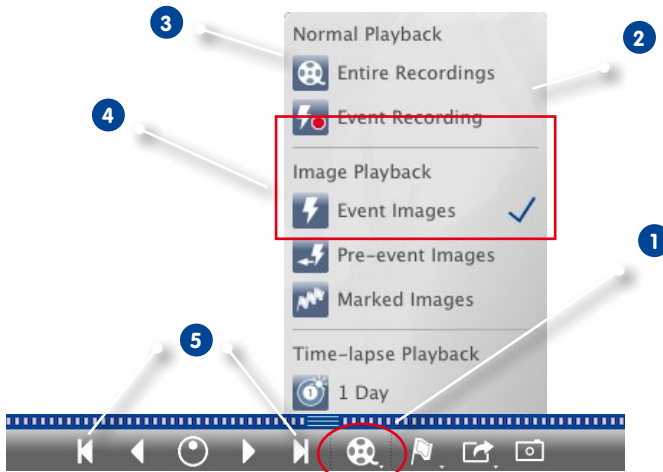 3
Normal Playback
2
Entire Recordings
4
Event Recording
Image Playback
Event Images
1
Pre-event Images
Marked Images
5
Time-lapse Playback
1
1 Day